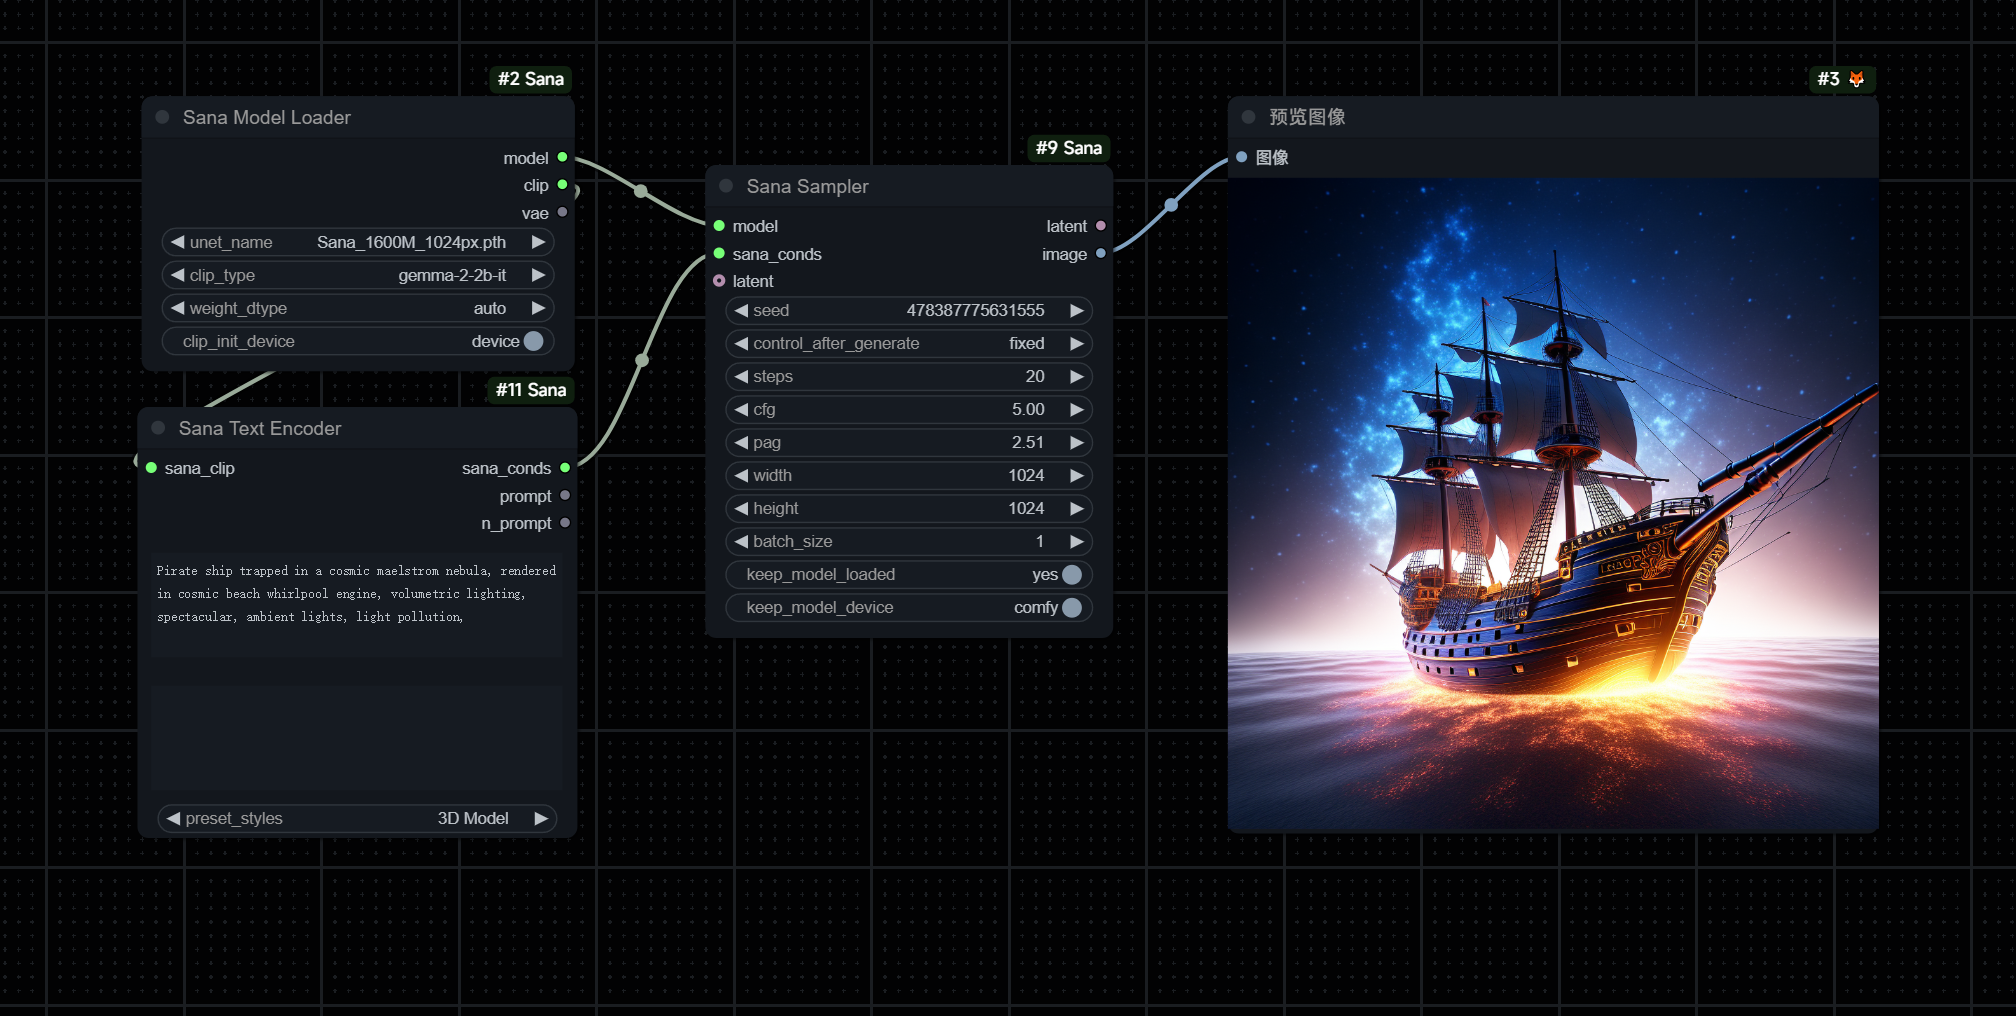 #2 Sana
Sana Model Loader
model
clip
vae
unet_name Sana_1600M_1024px.pth
clip_type gemma-2-2b-it
weight_dtype auto
clip_init_device device
#11 Sana
Sana Text Encoder
sana_clip sana_conds
prompt
n_prompt
Pirate ship trapped in a cosmic maelstrom nebula, rendered
in cosmic beach whirlpool engine, volumetric lighting,
spectacular, ambient lights, light pollution,
preset_styles 3D Model
#9 Sana
Sana Sampler
model latent
sana_conds image
latent
seed 478387775631555
control_after_generate fixed
steps 20
cfg 5.00
pag 2.51
width 1024
height 1024
batch_size 1
keep_model_loaded yes
keep_model_device comfy
#3
预览图像
图像